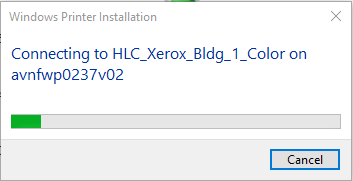 Windows Printer Installation
Connecting to HLC_Xerox_Bldg_1_Color on
avnfwp0237v02
Cancel